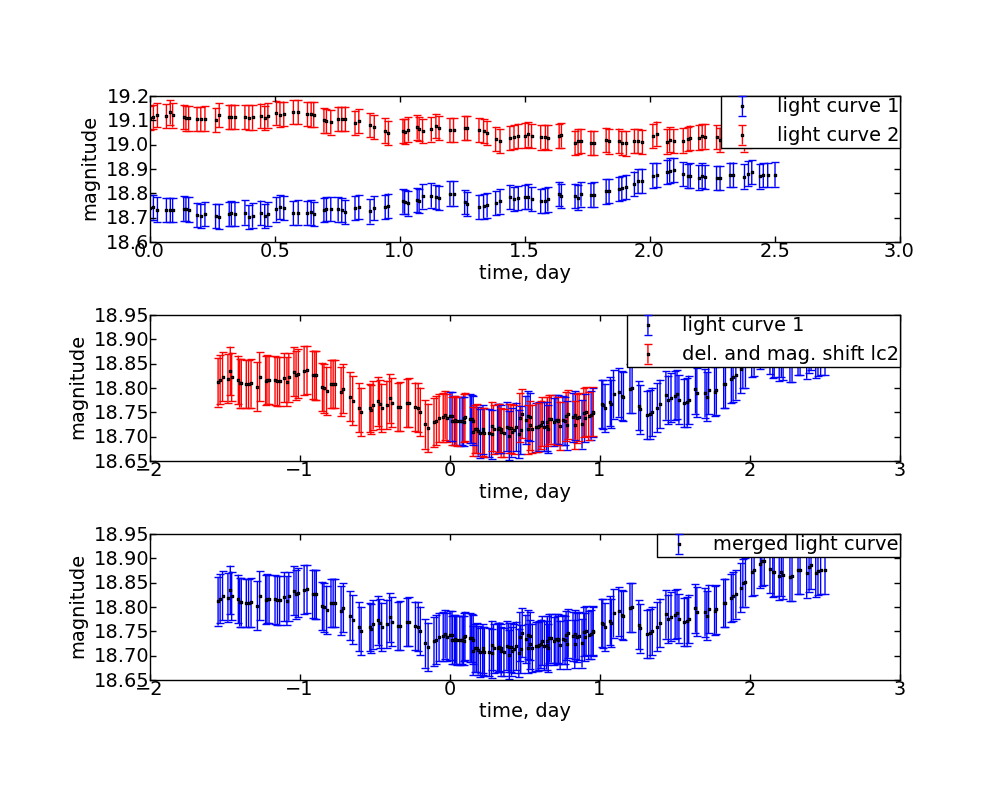 19.2
19.1
19.0
18.9
18.8
18.7
18.6
magnitude
light curve 1
light curve 2
0.0 0.5 1.0 1.5 2.0 2.5 3.0
time, day
18.95
18.90
18.85
18.80
18.75
18.70
18.65
magnitude
light curve 1
del. and mag. shift lc2
−2 −1 0 1 2 3
time, day
18.95
18.90
18.85
18.80
18.75
18.70
18.65
magnitude
merged light curve
−2 −1 0 1 2 3
time, day